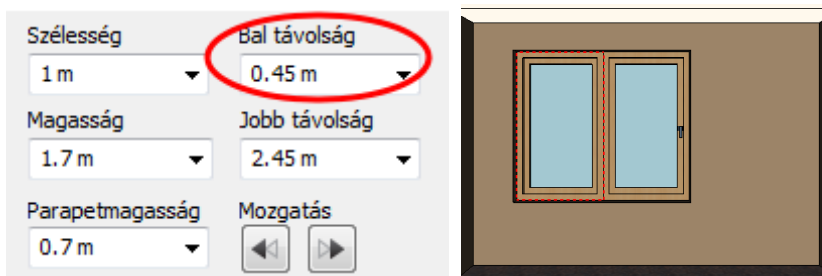 Szélesség Bal távolság
1 m 0.45 m
Magasság Jobb távolság
1.7 m 2.45 m
Parapetmagasság Mozgatás
0.7 m